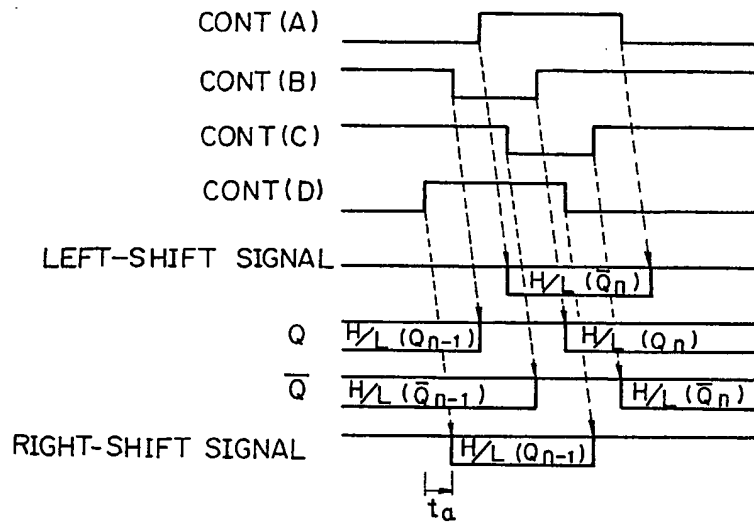 CONT(A)
CONT(B)
CONT(C)
CONT(D)
LEFT-SHIFT SIGNAL
H/L(Q̅n)
Q
H/L(Qn-1)
H/L(Qn)
Q̅
H/L(Q̅n-1)
H/L(Q̅n)
RIGHT-SHIFT SIGNAL
H/L(Qn-1)
ta